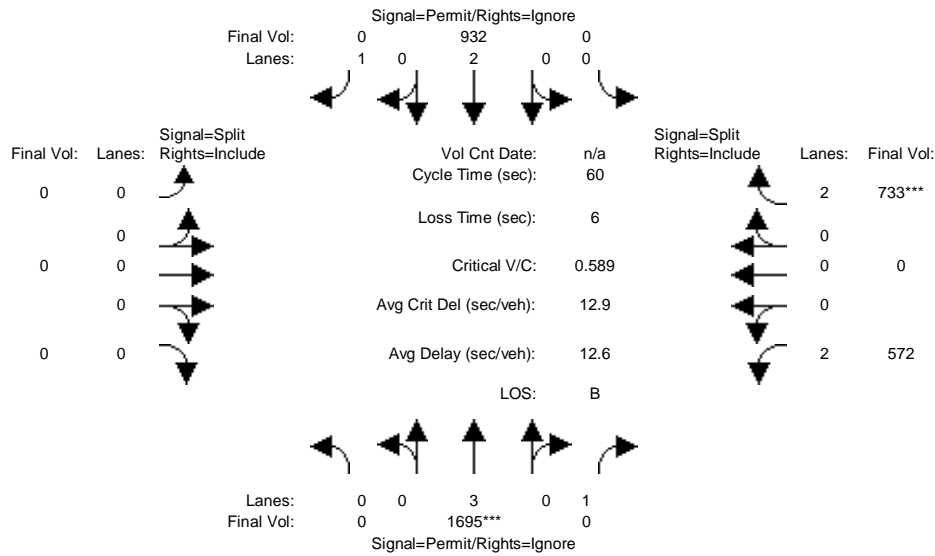 Signal=Permit/Rights=Ignore
Final Vol: 0 932 0
Lanes: 1 0 2 0 0
Signal=Split Signal=Split
Final Vol: Lanes: Rights=Include Vol Cnt Date: n/a Rights=Include Lanes: Final Vol:
Cycle Time (sec): 60
0 0 2 733***
Loss Time (sec): 6
0 0
0 0 Critical V/C: 0.589 0 0
0 Avg Crit Del (sec/veh): 12.9 0
0 0 Avg Delay (sec/veh): 12.6 2 572
LOS: B
Lanes: 0 0 3 0 1
Final Vol: 0 1695*** 0
Signal=Permit/Rights=Ignore